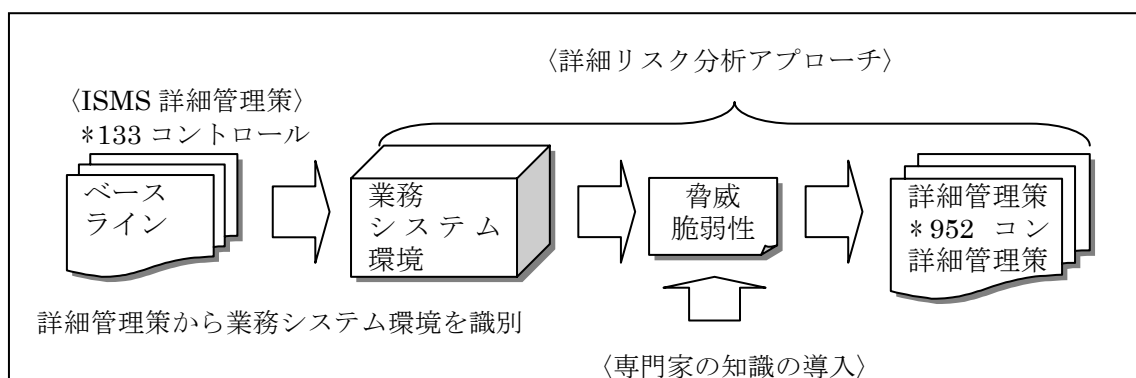 〈詳細リスク分析アプローチ〉
〈ISMS 詳細管理策〉
*133 コントロール
ベース
ライン
業務
システム
環境
脅威
脆弱性
詳細管理策
*952 コン
詳細管理策
詳細管理策から業務システム環境を識別
〈専門家の知識の導入〉